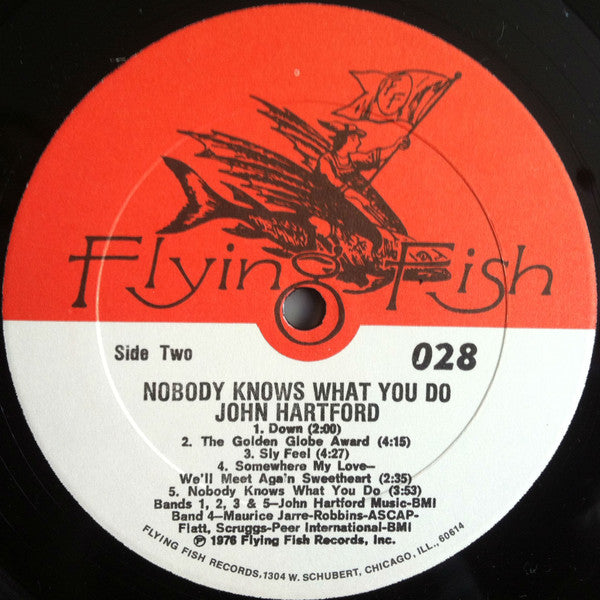 Flying Fish
Side Two
028
NOBODY KNOWS WHAT YOU DO
JOHN HARTFORD
1. Down (2:00)
2. The Golden Globe Award (4:15)
3. Sly Feel (4:27)
4. Somewhere My Love—
We'll Meet Aga'n Sweetheart (2:35)
5. Nobody Knows What You Do (3:53)
Bands 1, 2, 3 & 5—John Hartford Music-BMI
Band 4—Maurice Jarre-Robbins-ASCAP-
Flatt, Scruggs-Peer International-BMI
℗ 1976 Flying Fish Records, Inc.
FLYING FISH RECORDS, 1304 W. SCHUBERT, CHICAGO, ILL., 60614